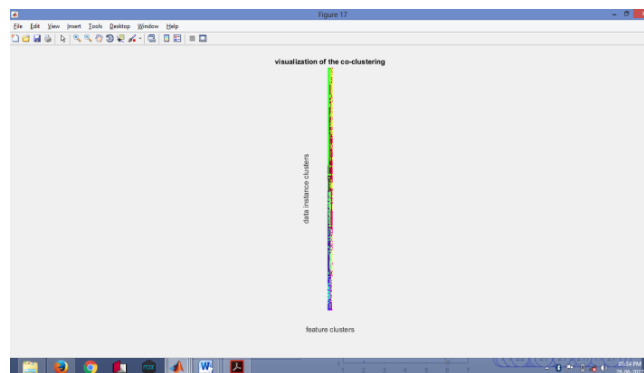 Figure 17
File Edit View Insert Tools Desktop Window Help
visualization of the co-clustering
data instance clusters
feature clusters